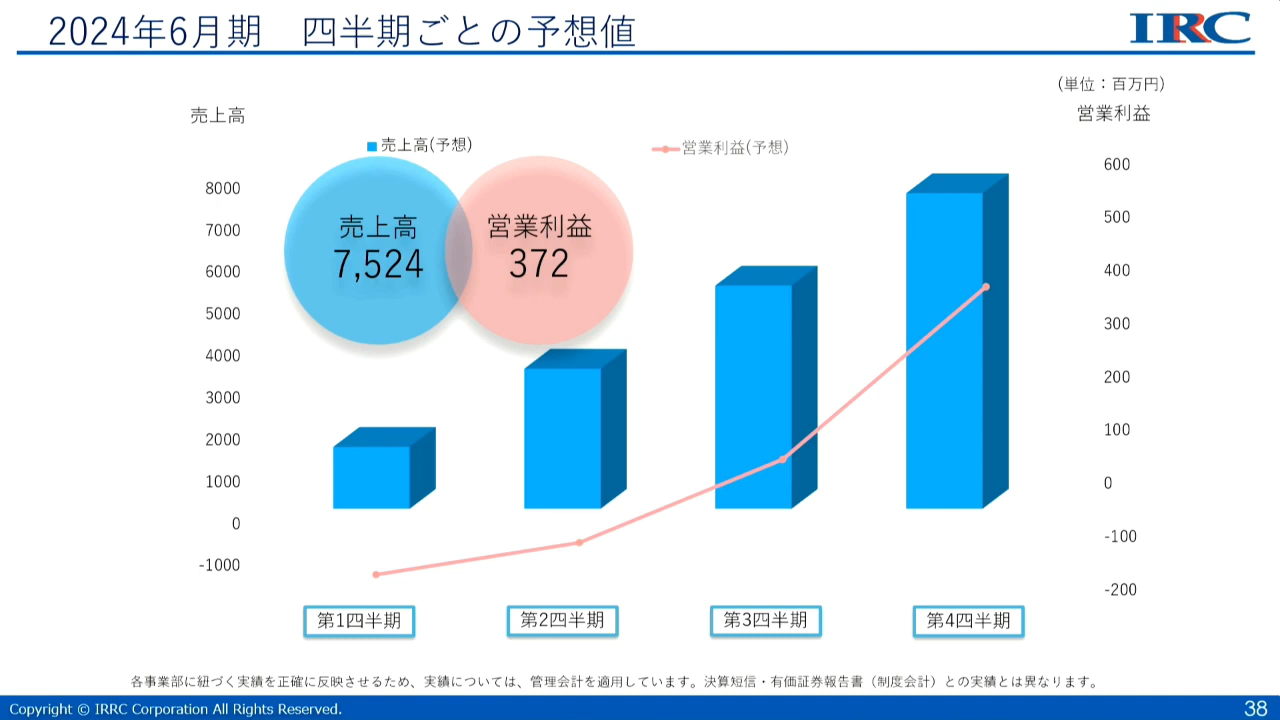 2024年6月期　四半期ごとの予想値
IRRC
(単位：百万円)
売上高
営業利益
売上高(予想)
営業利益(予想)
8000
7000
6000
5000
4000
3000
2000
1000
0
-1000
600
500
400
300
200
100
0
-100
-200
売上高
7,524
営業利益
372
第1四半期
第2四半期
第3四半期
第4四半期
各事業部に紐づく実績を正確に反映させるため、実績については、管理会計を適用しています。決算短信・有価証券報告書（制度会計）との実績とは異なります。
Copyright © IRRC Corporation All Rights Reserved.
38